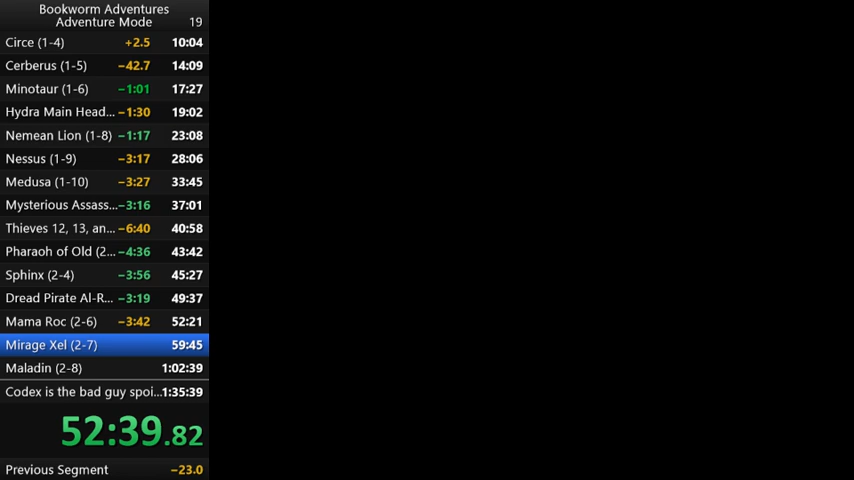 Bookworm Adventures
Adventure Mode 19
Circe (1-4) +2.5 10:04
Cerberus (1-5) −42.7 14:09
Minotaur (1-6) −1:01 17:27
Hydra Main Head... −1:30 19:02
Nemean Lion (1-8) −1:17 23:08
Nessus (1-9) −3:17 28:06
Medusa (1-10) −3:27 33:45
Mysterious Assass... −3:16 37:01
Thieves 12, 13, an... −6:40 40:58
Pharaoh of Old (2... −4:36 43:42
Sphinx (2-4) −3:56 45:27
Dread Pirate Al-R... −3:19 49:37
Mama Roc (2-6) −3:42 52:21
Mirage Xel (2-7) 59:45
Maladin (2-8) 1:02:39
Codex is the bad guy spoi... 1:35:39
52:39.82
Previous Segment −23.0